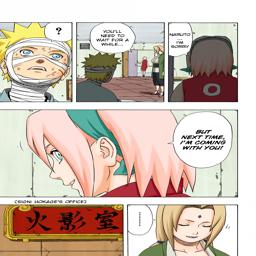 ?
YOU'LL
NEED TO
WAIT FOR A
WHILE...
NARUTO
I'M
SORRY
BUT
NEXT TIME,
I'M COMING
WITH YOU!
(SIGN: HOKAGE'S OFFICE)
火影室
........